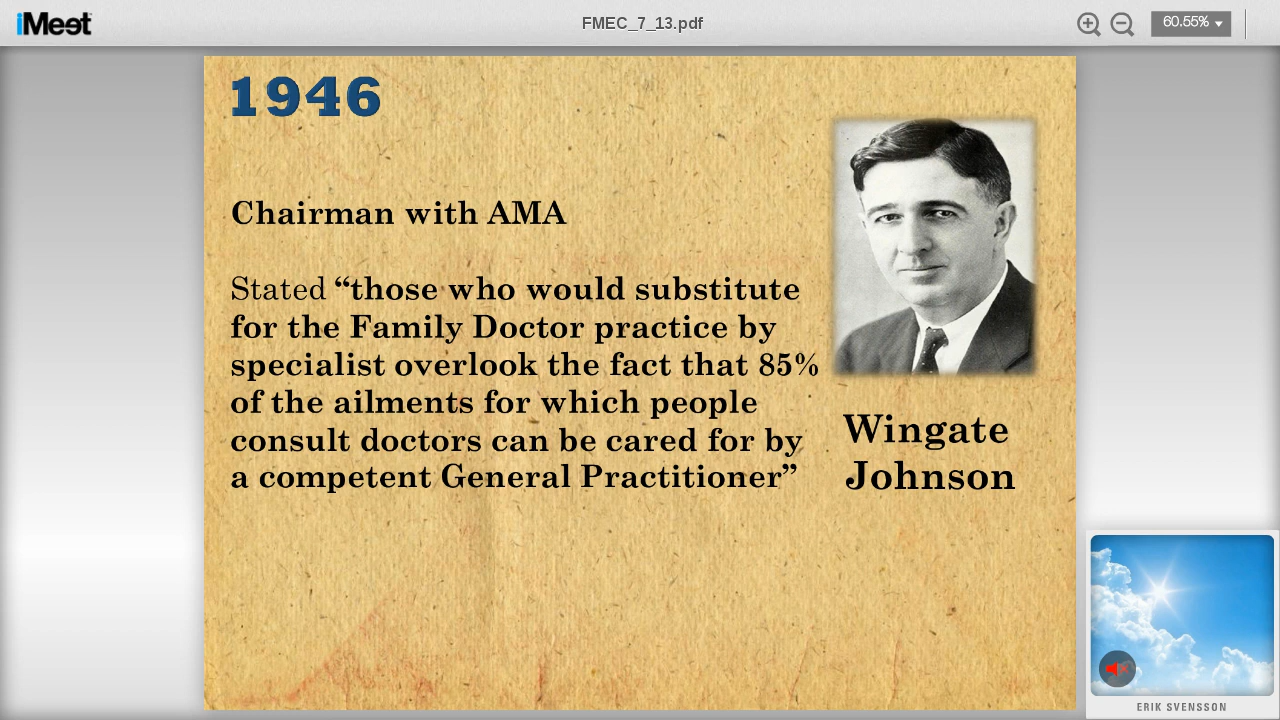 iMeet
FMEC_7_13.pdf
60.55%
1946
Chairman with AMA
Stated “those who would substitute
for the Family Doctor practice by
specialist overlook the fact that 85%
of the ailments for which people
consult doctors can be cared for by
a competent General Practitioner”
Wingate
Johnson
ERIK SVENSSON